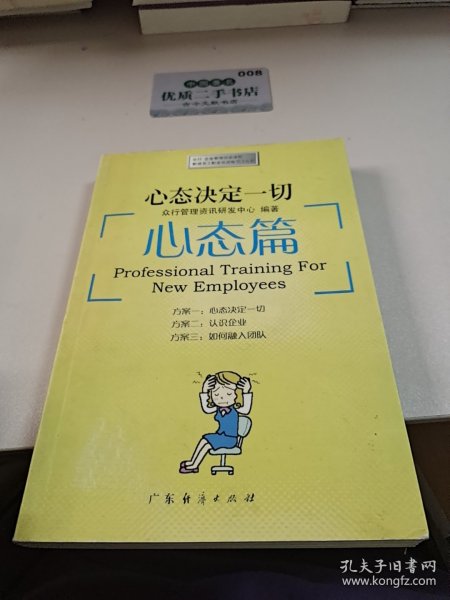 008
优质二手书店
心态决定一切
众行管理资讯研发中心 编著
心态篇
Professional Training For
New Employees
方案一：心态决定一切
方案二：认识企业
方案三：如何融入团队
广东经济出版社
孔夫子旧书网
www.kongfz.com